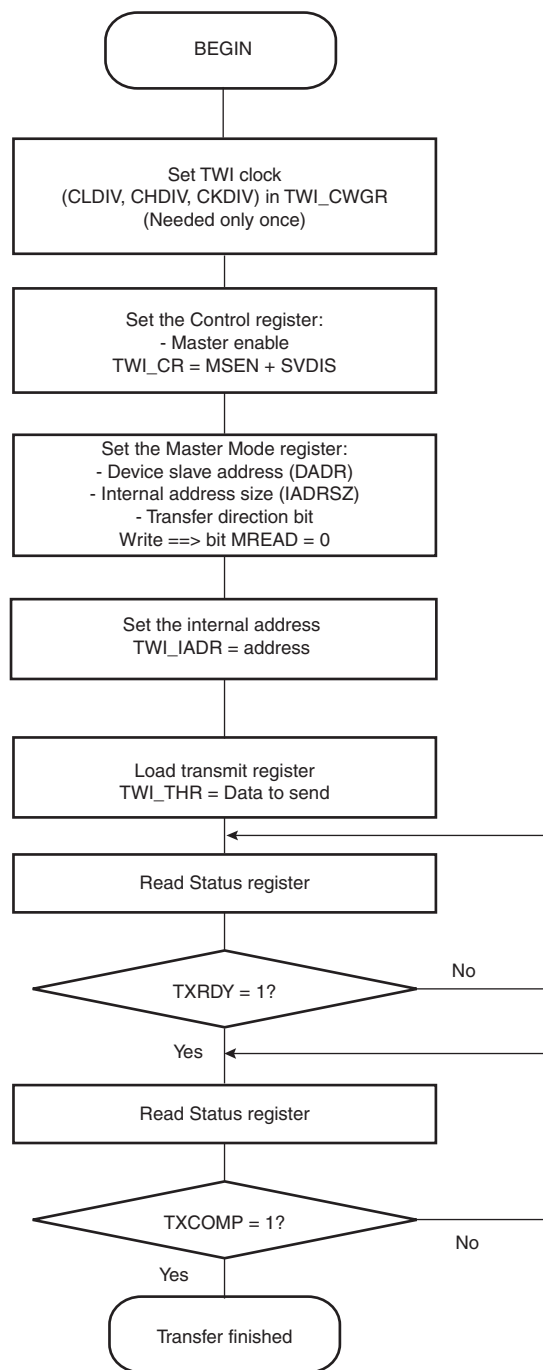 BEGIN
Set TWI clock
(CLDIV, CHDIV, CKDIV) in TWI_CWGR
(Needed only once)
Set the Control register:
- Master enable
TWI_CR = MSEN + SVDIS
Set the Master Mode register:
- Device slave address (DADR)
- Internal address size (IADRSZ)
- Transfer direction bit
Write ==> bit MREAD = 0
Set the internal address
TWI_IADR = address
Load transmit register
TWI_THR = Data to send
Read Status register
TXRDY = 1?
No
Yes
Read Status register
TXCOMP = 1?
No
Yes
Transfer finished